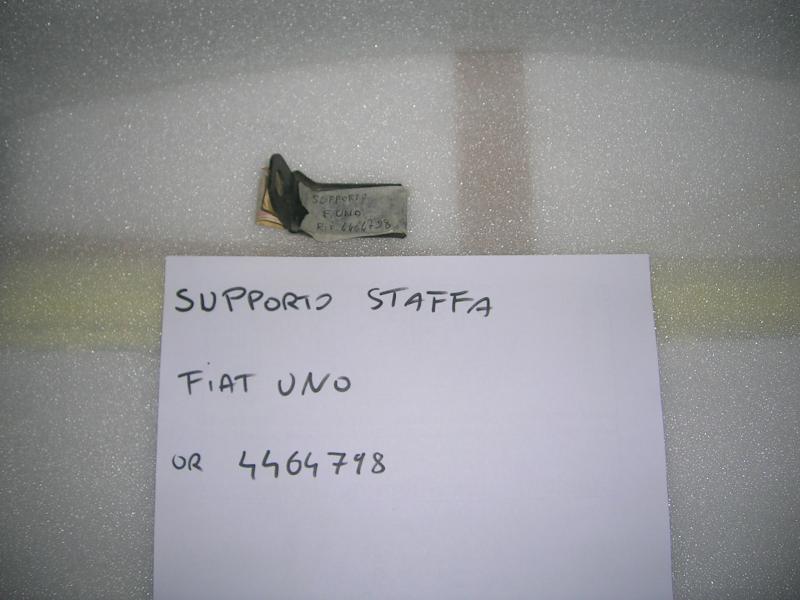 SUPPORTO
F. UNO
Rif. 4464798
SUPPORTO STAFFA
FIAT UNO
OR 4464798